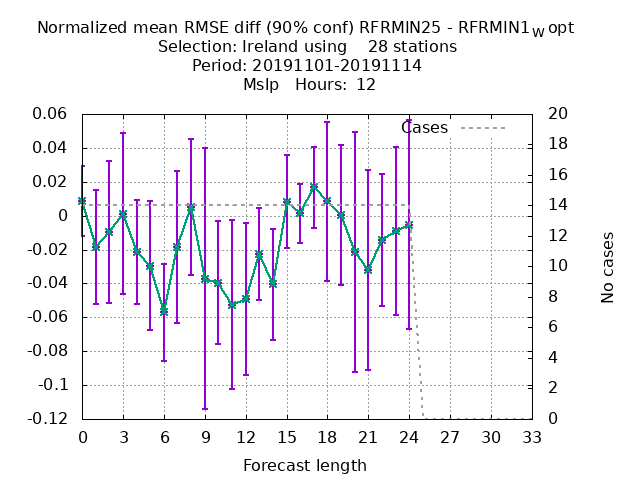 Normalized mean RMSE diff (90% conf) RFRMIN25 - RFRMIN1wopt
Selection: Ireland using 28 stations
Period: 20191101-20191114
Mslp Hours: 12
Cases
0.06
0.04
0.02
0
-0.02
-0.04
-0.06
-0.08
-0.1
-0.12
20
18
16
14
12
10
8
6
4
2
0
No cases
0 3 6 9 12 15 18 21 24 27 30 33
Forecast length